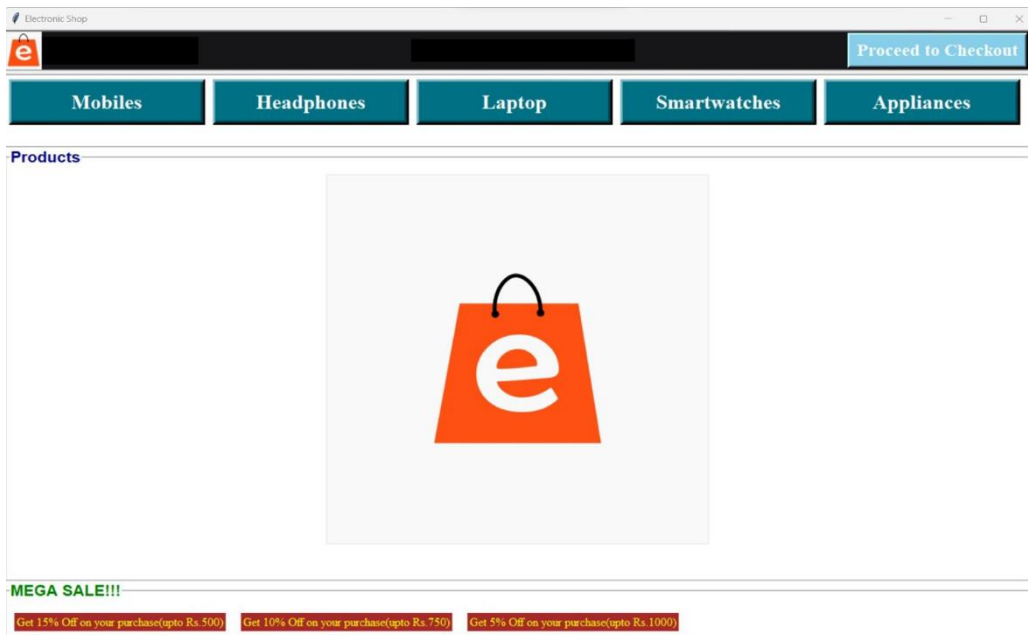 Electronic Shop
e
Proceed to Checkout
Mobiles
Headphones
Laptop
Smartwatches
Appliances
Products
e
MEGA SALE!!!
Get 15% Off on your purchase(upto Rs.500)
Get 10% Off on your purchase(upto Rs.750)
Get 5% Off on your purchase(upto Rs.1000)